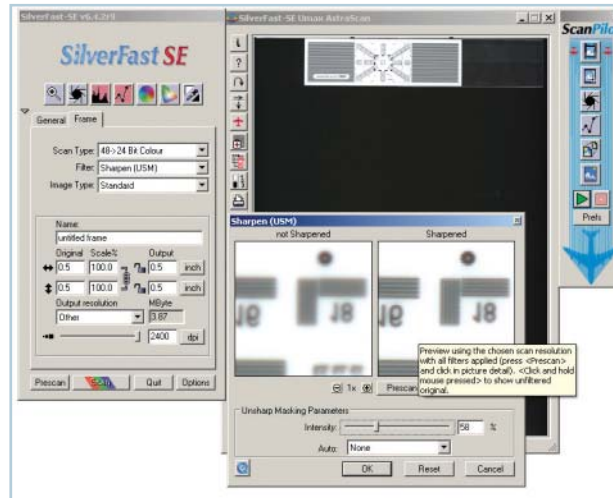 SilverFast-SE v6.4.2r9
SilverFast SE
General
Frame
Scan Type: 48->24 Bit Colour
Filter: Sharpen (USM)
Image Type: Standard
Name:
untitled frame
Original Scale% Output
0.5 100.0 0.5 inch
0.5 100.0 0.5 inch
Output resolution MByte
Other 3.87
2400 dpi
Prescan
Quit
Options
SilverFast-SE Umax AstraScan
Sharpen (USM)
not Sharpened
Sharpened
16
18
16
18
1x
Prescan
Preview using the chosen scan resolution
with all filters applied (press <Prescan>
and click in picture detail). <Click and hold
mouse pressed> to show unfiltered
original.
Unsharp Masking Parameters
Intensity: 58 %
Auto: None
OK
Reset
Cancel
ScanPilot
Prefs